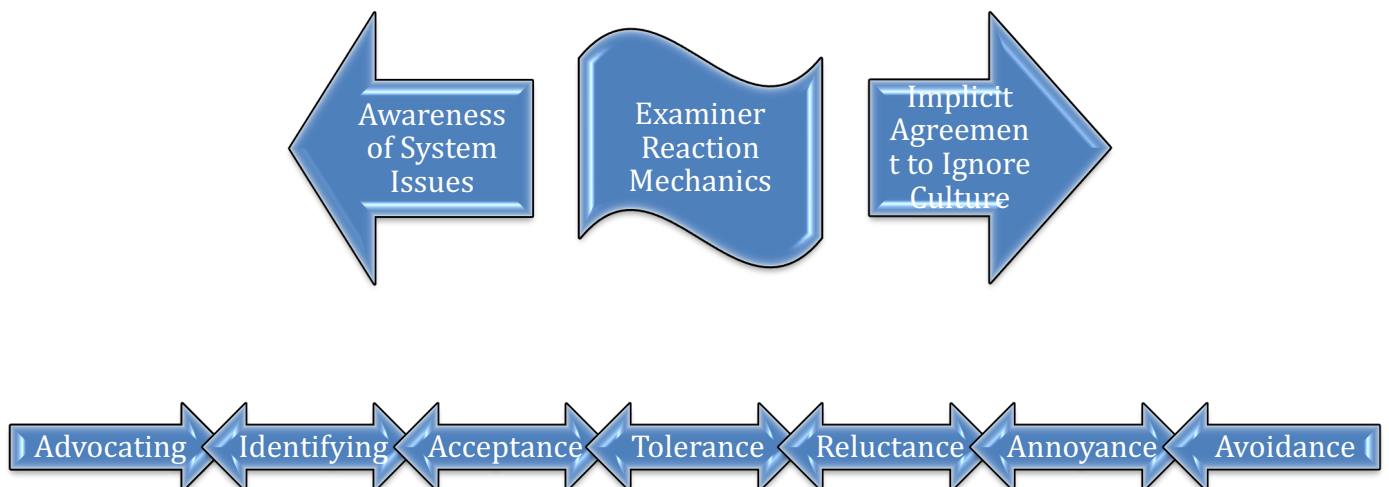 Awareness
of System
Issues
Examiner
Reaction
Mechanics
Implicit
Agreemen
t to Ignore
Culture
Advocating Identifying Acceptance Tolerance Reluctance Annoyance Avoidance